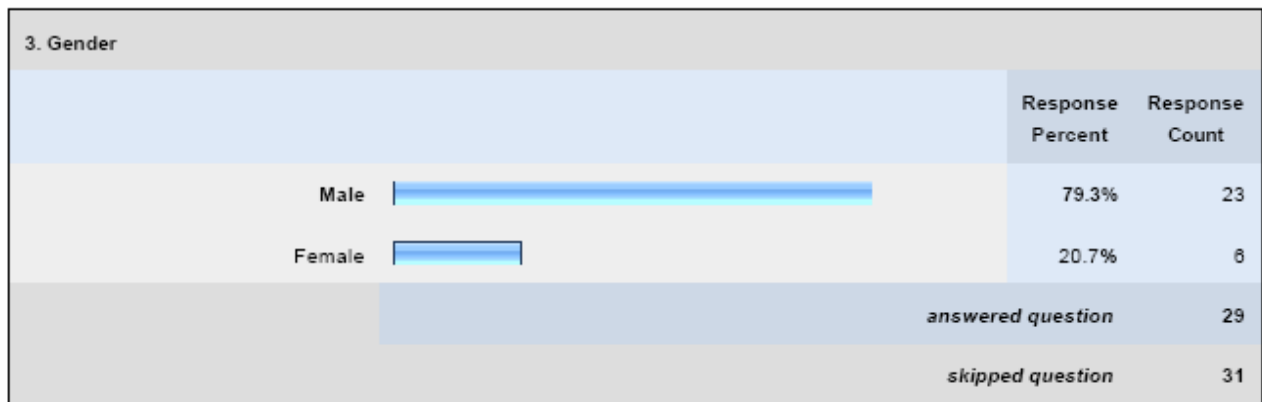 3. Gender
Response Percent
Response Count
Male 79.3% 23
Female 20.7% 6
answered question 29
skipped question 31